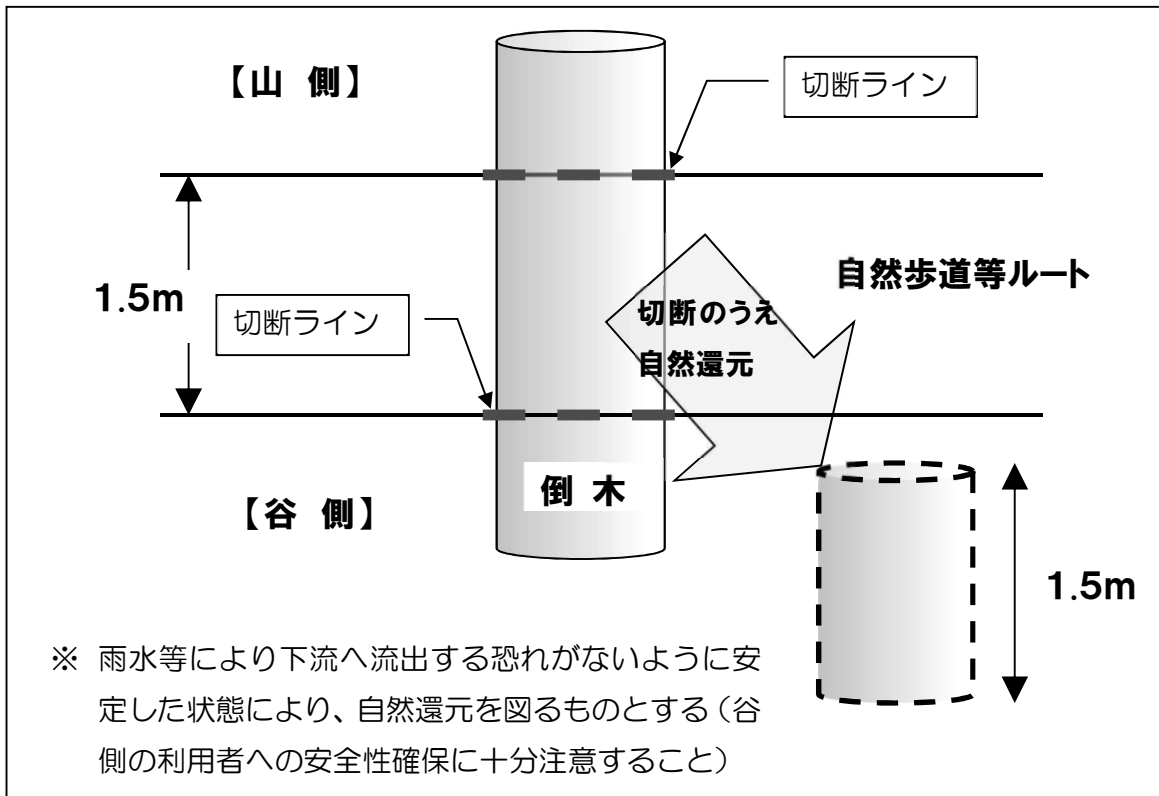 【山 側】
切断ライン
1.5m
自然歩道等ルート
切断ライン
切断のうえ
自然還元
倒 木
【谷 側】
1.5m
※ 雨水等により下流へ流出する恐れがないように安
定した状態により、自然還元を図るものとする（谷
側の利用者への安全性確保に十分注意すること）